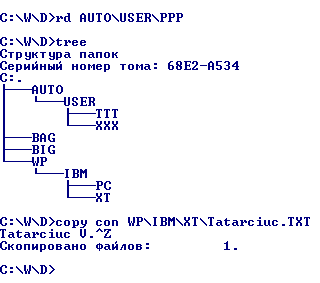 C:\W\D>rd AUTO\USER\PPP
C:\W\D>tree
Структура папок
Серийный номер тома: 68E2-A534
C:.
├───AUTO
│   └───USER
│       ├───TTT
│       └───XXX
├───BAG
├───BIG
└───WP
    └───IBM
        ├───PC
        └───XT
C:\W\D>copy con WP\IBM\XT\Tatarciuc.TXT
Tatarciuc V.^Z
Скопировано файлов:         1.
C:\W\D>